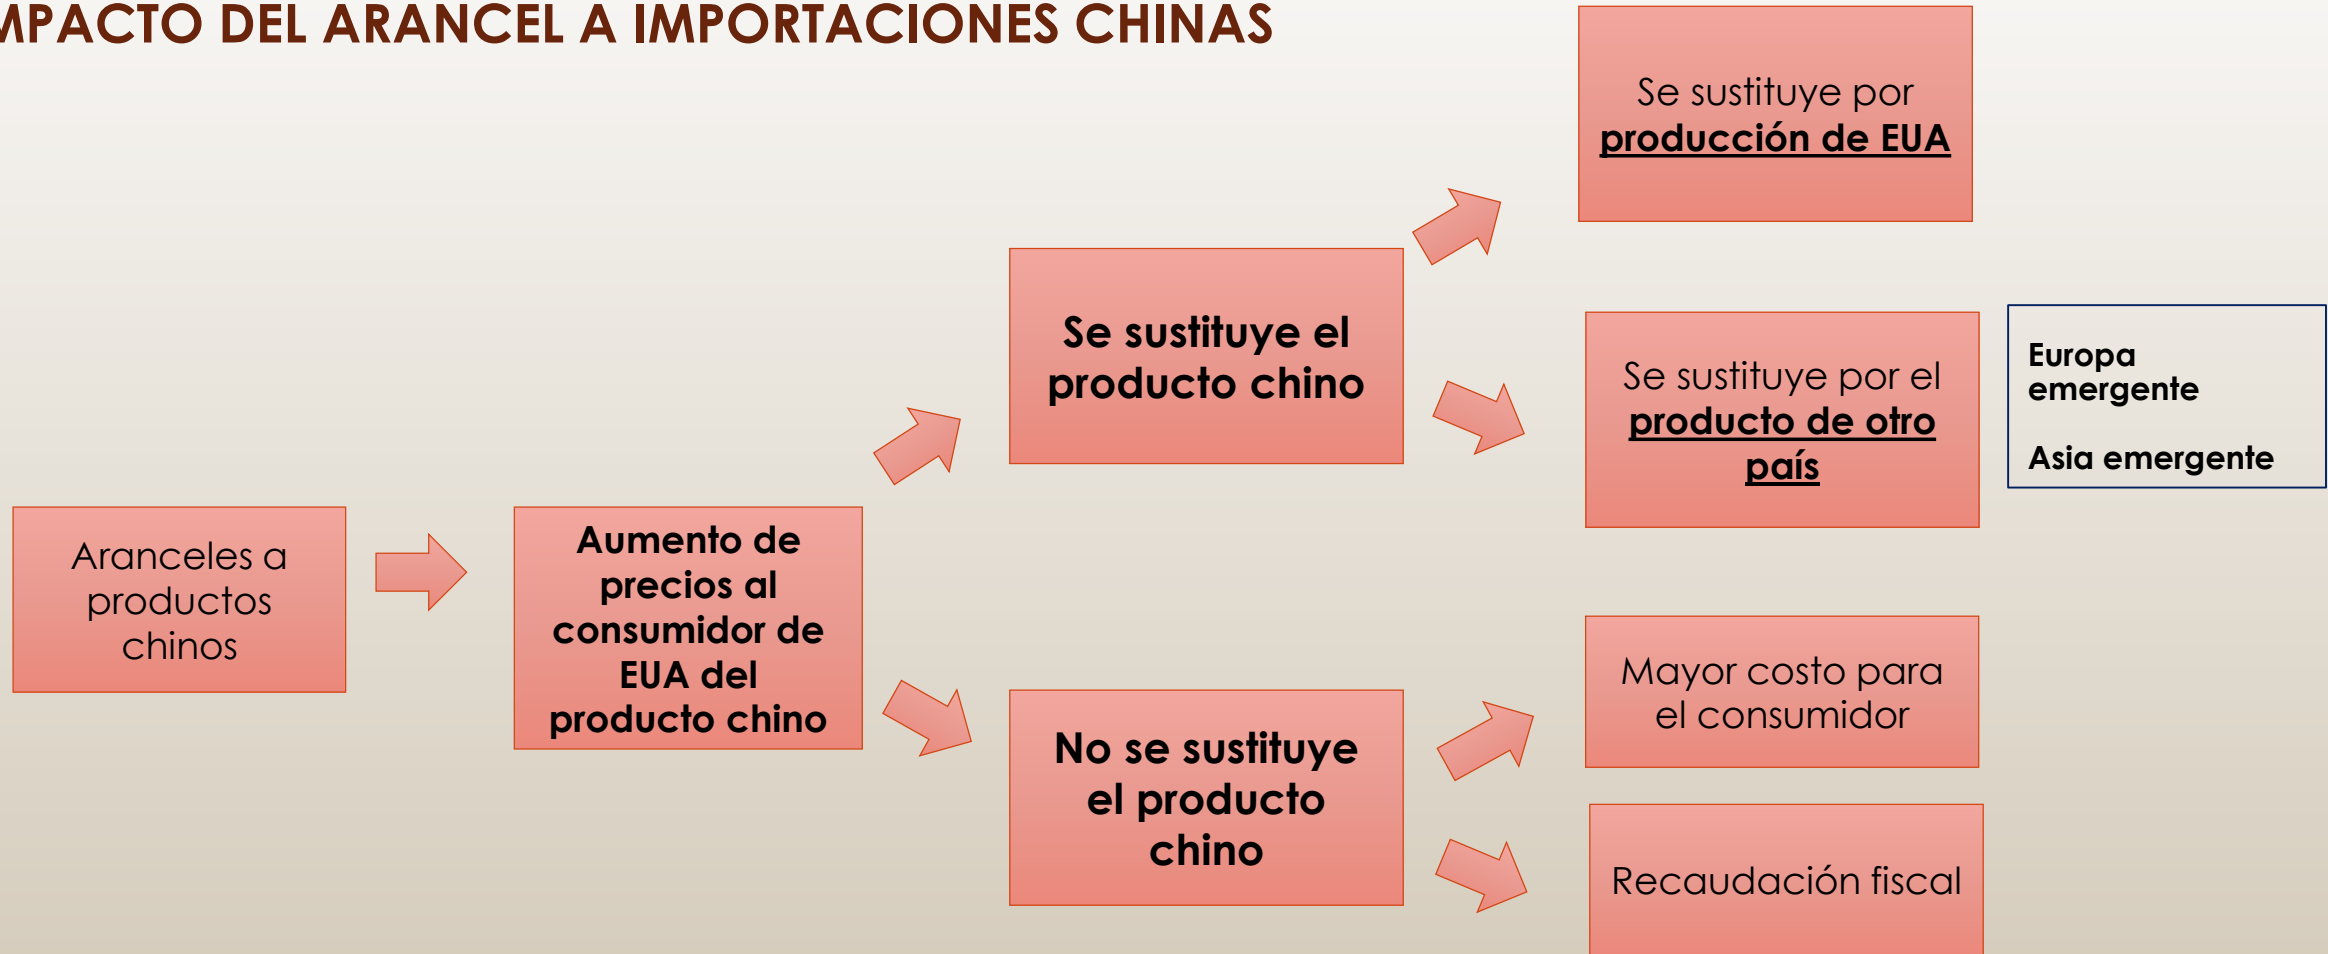 MPACTO DEL ARANCEL A IMPORTACIONES CHINAS
Aranceles a
productos
chinos
Aumento de
precios al
consumidor de
EUA del
producto chino
Se sustituye el
producto chino
No se sustituye
el producto
chino
Se sustituye por
producción de EUA
Se sustituye por el
producto de otro
país
Europa
emergente
Asia emergente
Mayor costo para
el consumidor
Recaudación fiscal